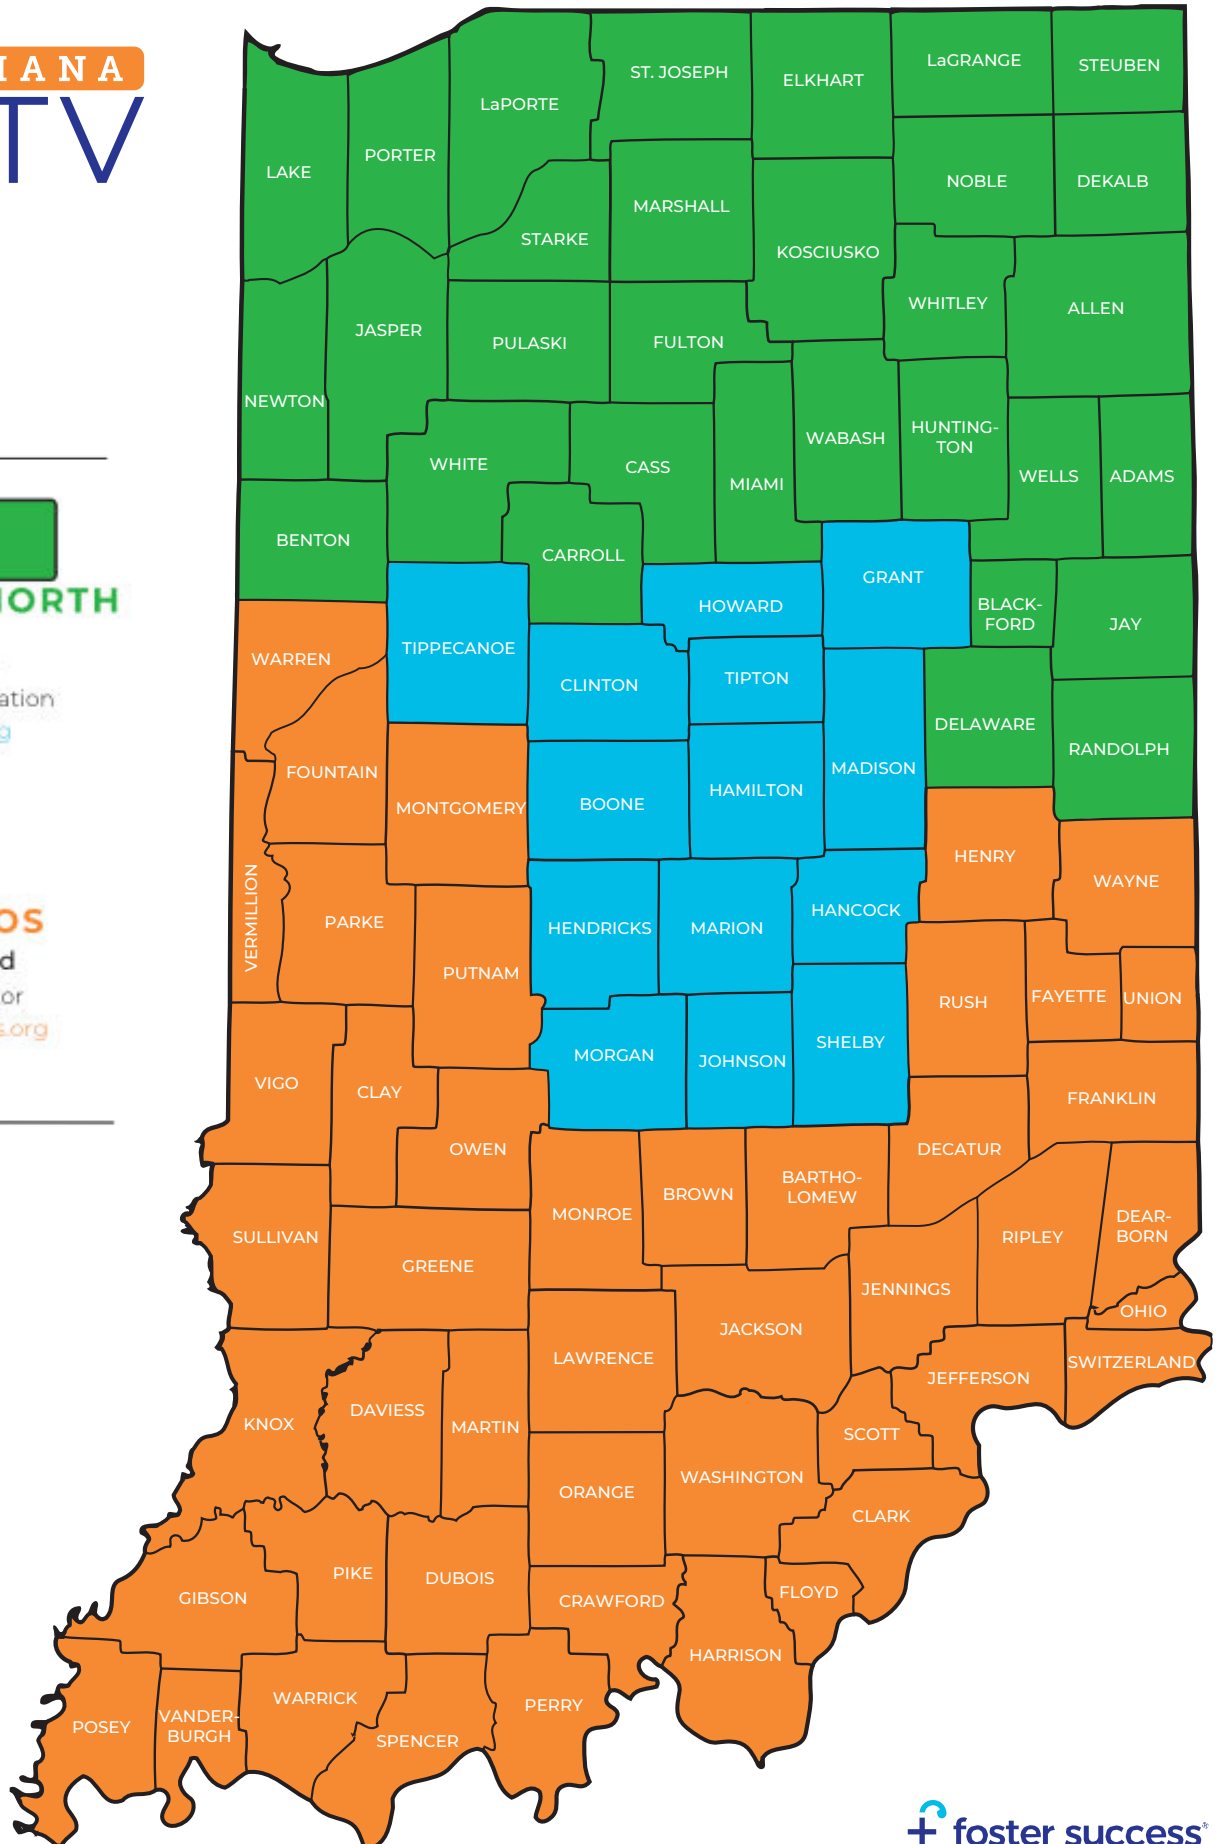 IANA
TV
ORTH
ation
g
OS
d
or
s.org
LAKE
PORTER
LaPORTE
ST. JOSEPH
ELKHART
LaGRANGE
STEUBEN
STARKE
MARSHALL
KOSCIUSKO
NOBLE
DEKALB
NEWTON
JASPER
PULASKI
FULTON
WHITLEY
ALLEN
WHITE
CASS
MIAMI
WABASH
HUNTING-
TON
WELLS
ADAMS
BENTON
CARROLL
GRANT
HOWARD
BLACK-
FORD
JAY
WARREN
TIPPECANOE
CLINTON
TIPTON
DELAWARE
RANDOLPH
FOUNTAIN
MONTGOMERY
BOONE
HAMILTON
MADISON
HENRY
WAYNE
VERMILLION
PARKE
PUTNAM
HENDRICKS
MARION
HANCOCK
RUSH
FAYETTE
UNION
VIGO
CLAY
MORGAN
JOHNSON
SHELBY
FRANKLIN
OWEN
DECATUR
SULLIVAN
GREENE
MONROE
BROWN
BARTHO-
LOMEW
RIPLEY
DEAR-
BORN
JENNINGS
OHIO
LAWRENCE
JACKSON
JEFFERSON
SWITZERLAND
KNOX
DAVIESS
MARTIN
SCOTT
ORANGE
WASHINGTON
CLARK
GIBSON
PIKE
DUBOIS
CRAWFORD
FLOYD
HARRISON
POSEY
VANDER-
BURGH
WARRICK
SPENCER
PERRY
foster success